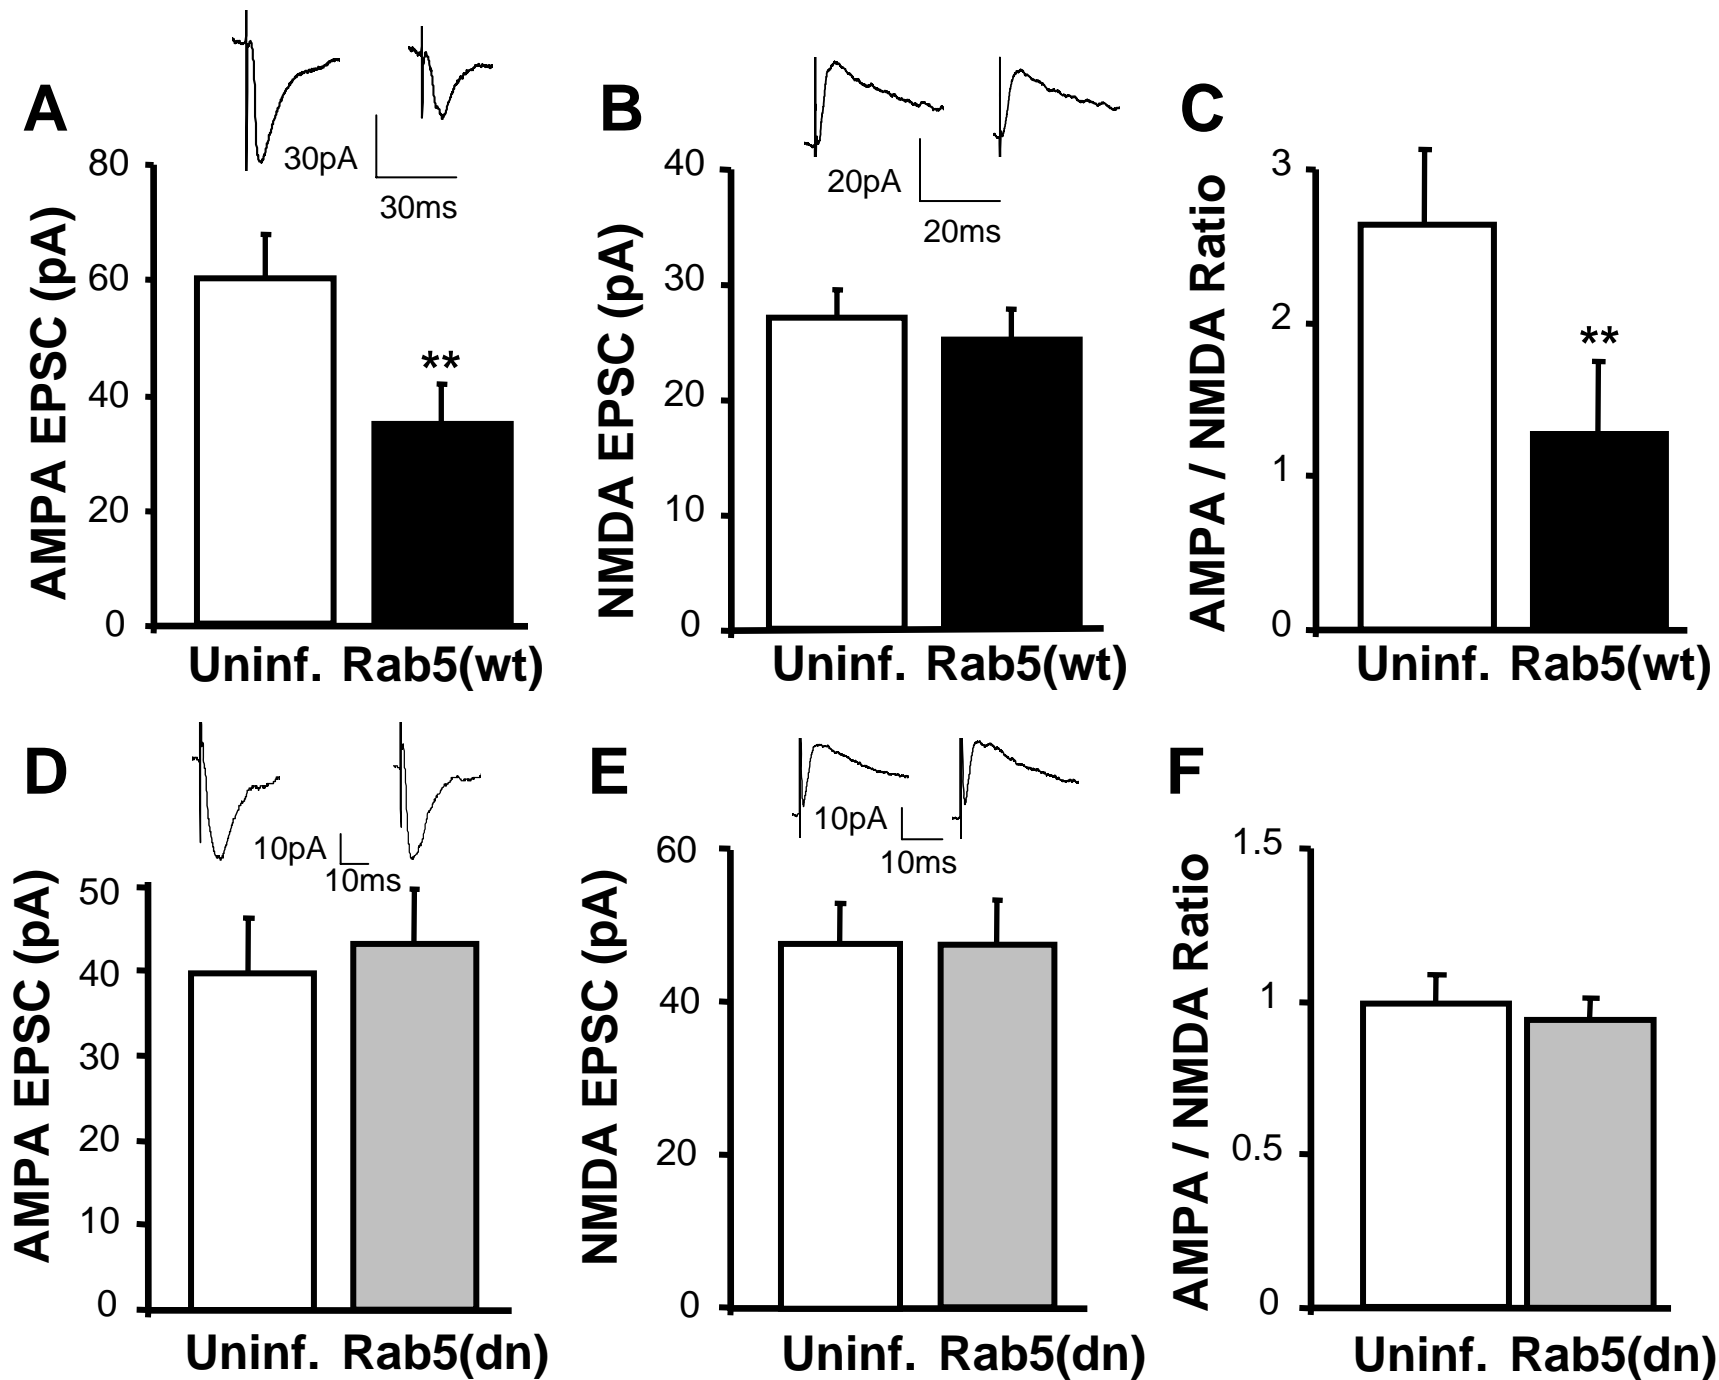 A
30pA
30ms
AMPA EPSC (pA)
80
60
40
20
0
**
Uninf. Rab5(wt)
B
20pA
20ms
NMDA EPSC (pA)
40
30
20
10
0
Uninf. Rab5(wt)
C
AMPA / NMDA Ratio
3
2
1
0
**
Uninf. Rab5(wt)
D
10pA
10ms
AMPA EPSC (pA)
50
40
30
20
10
0
Uninf. Rab5(dn)
E
10pA
10ms
NMDA EPSC (pA)
60
40
20
0
Uninf. Rab5(dn)
F
AMPA / NMDA Ratio
1.5
1
0.5
0
Uninf. Rab5(dn)